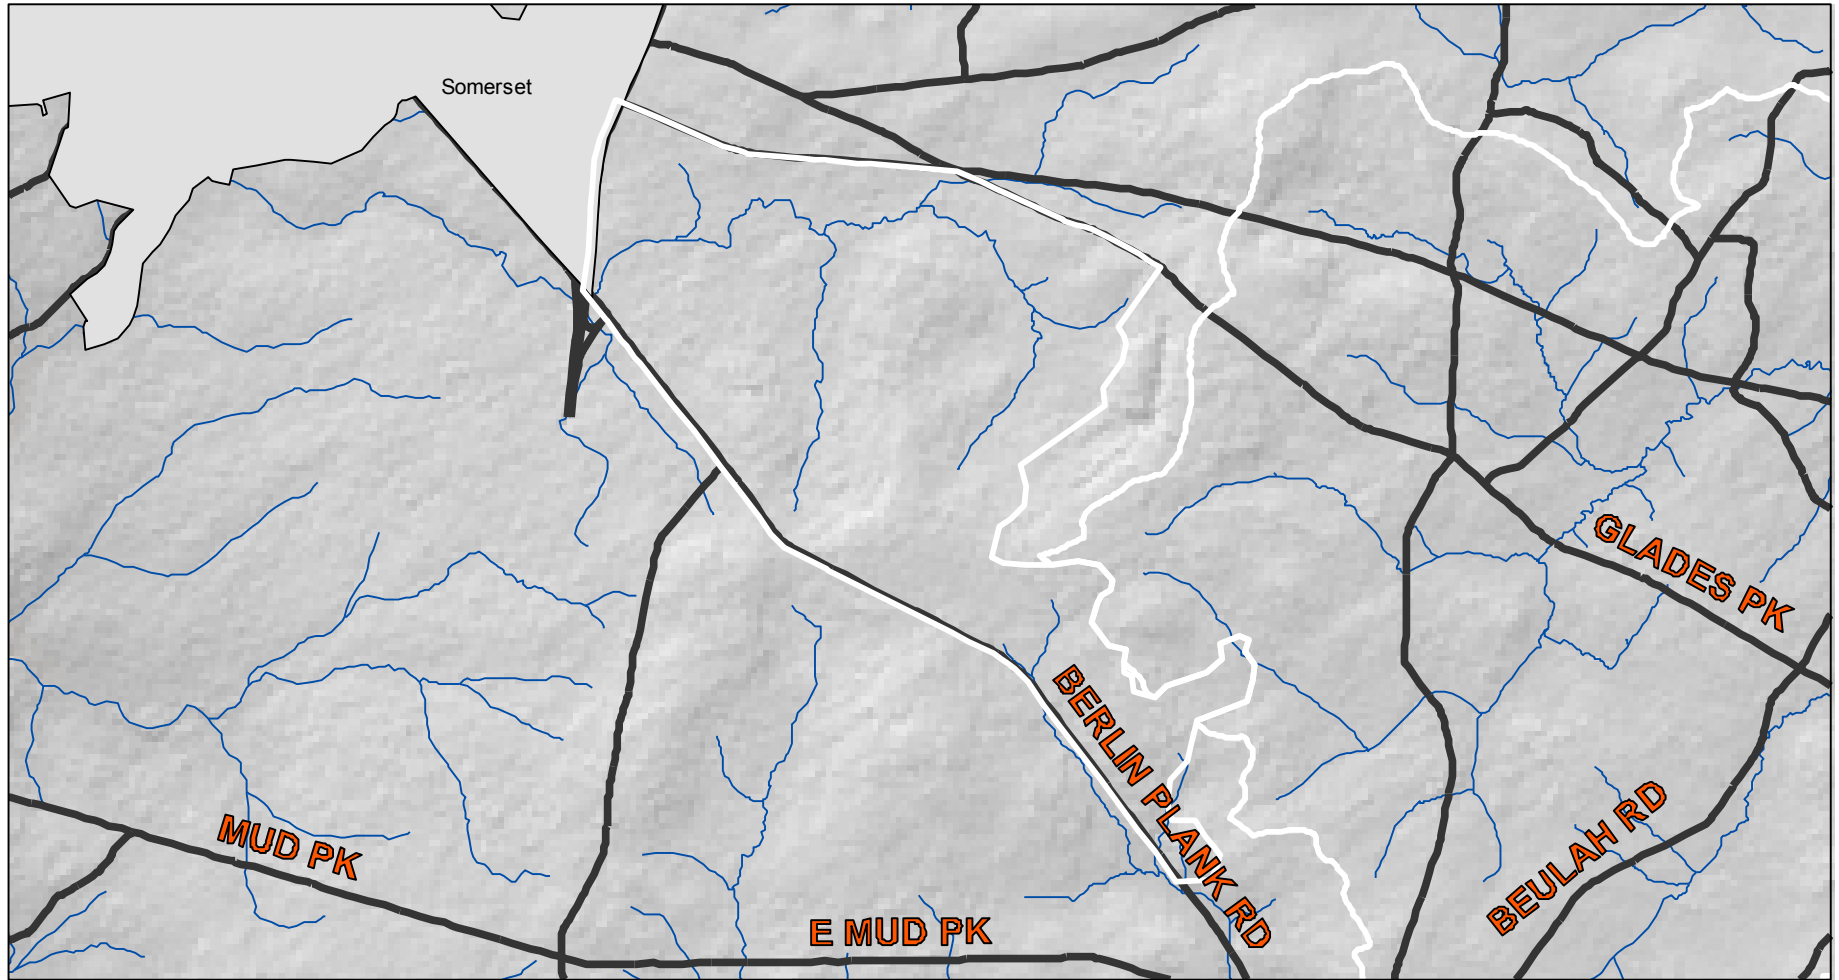 Somerset
GLADES PK
BERLIN PLANK RD
MUD PK
BEULAH RD
E MUD PK